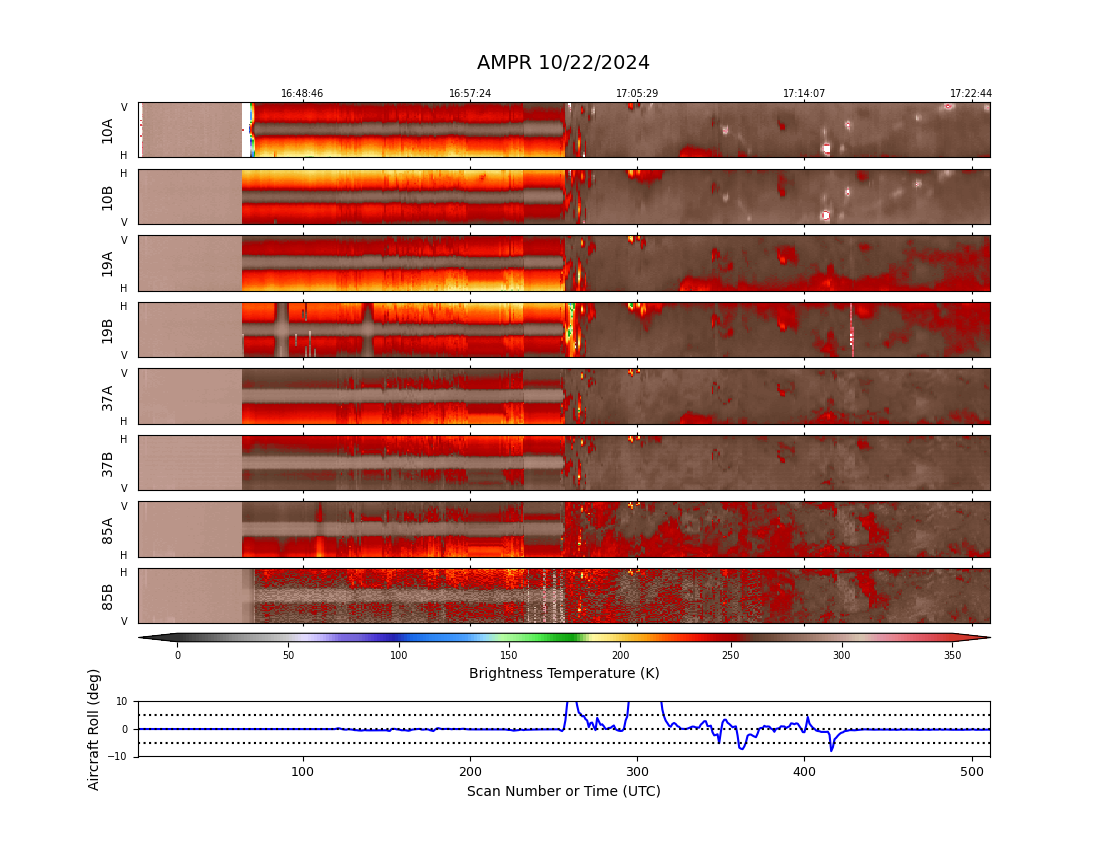 AMPR 10/22/2024
16:48:46 16:57:24 17:05:29 17:14:07 17:22:44
V
10A
H
H
10B
V
V
19A
H
H
19B
V
V
37A
H
H
37B
V
V
85A
H
H
85B
V
0 50 100 150 200 250 300 350
Brightness Temperature (K)
Aircraft Roll (deg)
10
0
−10
100 200 300 400 500
Scan Number or Time (UTC)